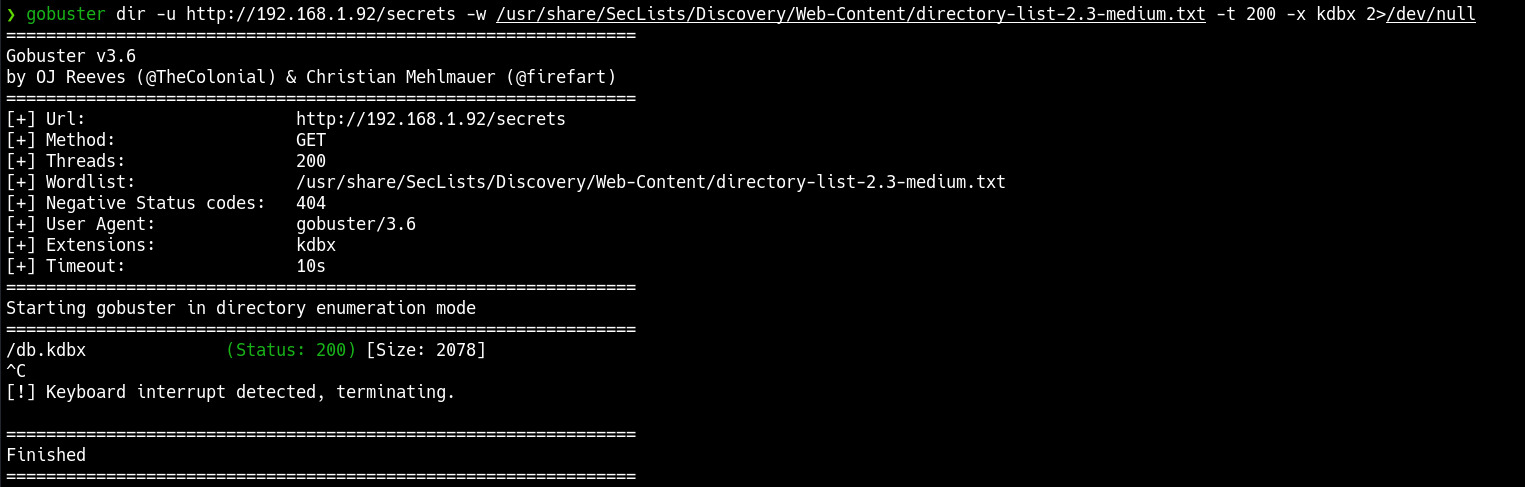 ❯ gobuster dir -u http://192.168.1.92/secrets -w /usr/share/SecLists/Discovery/Web-Content/directory-list-2.3-medium.txt -t 200 -x kdbx 2>/dev/null
===============================================================
Gobuster v3.6
by OJ Reeves (@TheColonial) & Christian Mehlmauer (@firefart)
===============================================================
[+] Url:                     http://192.168.1.92/secrets
[+] Method:                  GET
[+] Threads:                 200
[+] Wordlist:                /usr/share/SecLists/Discovery/Web-Content/directory-list-2.3-medium.txt
[+] Negative Status codes:   404
[+] User Agent:              gobuster/3.6
[+] Extensions:              kdbx
[+] Timeout:                 10s
===============================================================
Starting gobuster in directory enumeration mode
===============================================================
/db.kdbx              (Status: 200) [Size: 2078]
^C
[!] Keyboard interrupt detected, terminating.
===============================================================
Finished
===============================================================